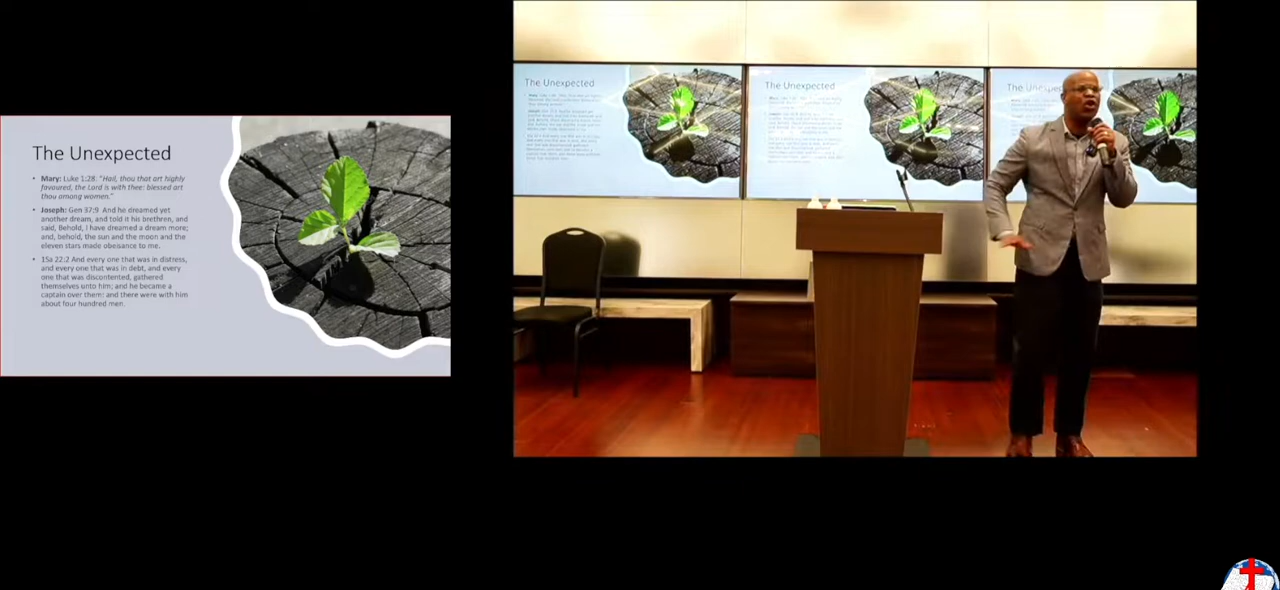 The Unexpected
• Mary: Luke 1:28: "Hail, thou that art highly
favoured, the Lord is with thee: blessed art
thou among women."
• Joseph: Gen 37:9 And he dreamed yet
another dream, and told it his brethren, and
said, Behold, I have dreamed a dream more;
and, behold, the sun and the moon and the
eleven stars made obeisance to me.
• 1Sa 22:2 And every one that was in distress,
and every one that was in debt, and every
one that was discontented, gathered
themselves unto him; and he became a
captain over them: and there were with him
about four hundred men.
The Unexpected
The Unexpected
The Unexpected